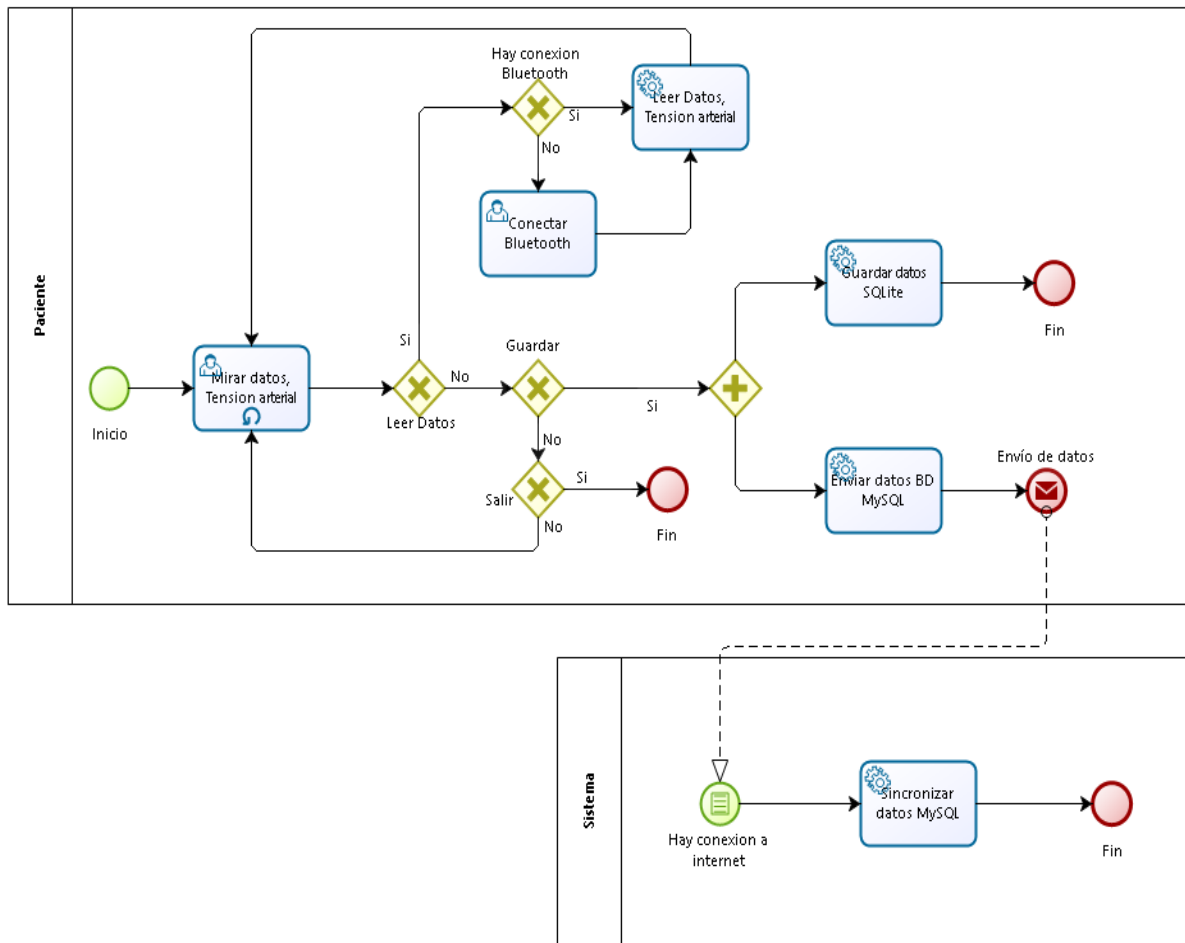 Paciente
Hay conexion
Bluetooth
Si
No
Leer Datos,
Tension arterial
Conectar
Bluetooth
Guardar datos
SQLite
Fin
Inicio
Mirar datos,
Tension arterial
Si
No
Leer Datos
Guardar
Si
No
Salir
Si
No
Fin
Enviar datos BD
MySQL
Envío de datos
Sistema
Hay conexion a
internet
Sincronizar
datos MySQL
Fin